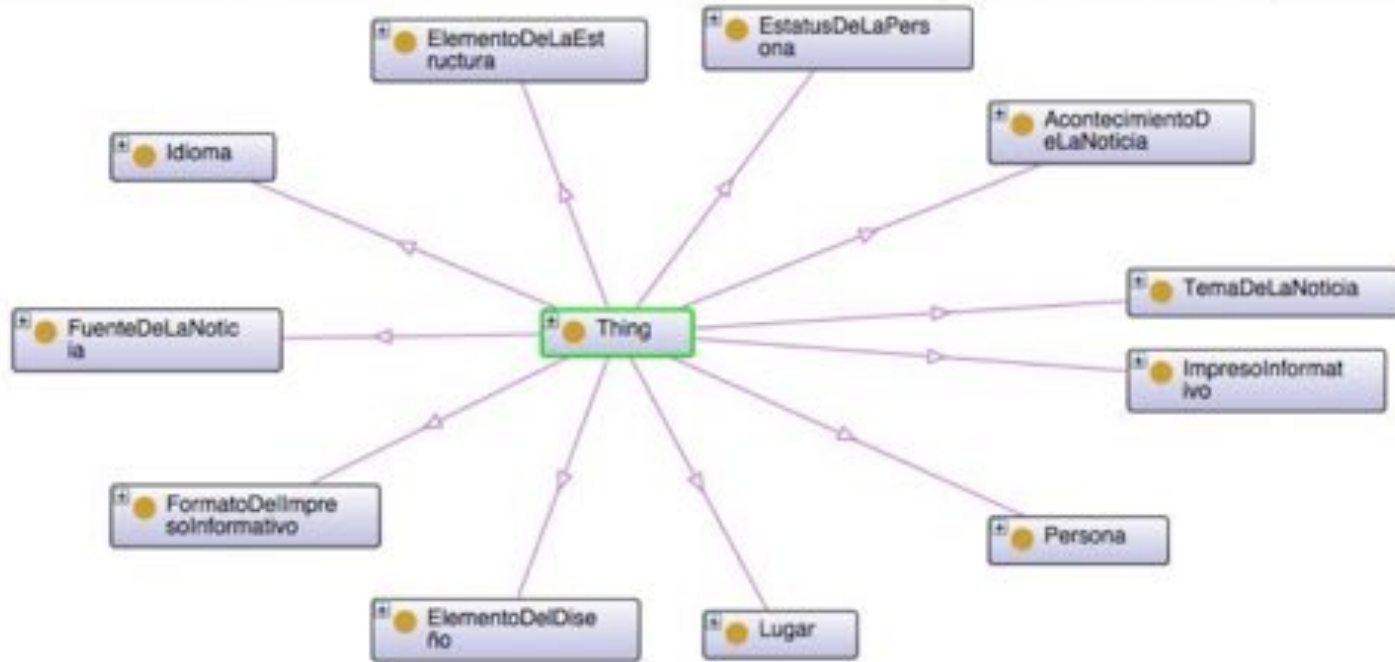 ElementoDeLaEst
ructura
EstatusDeLaPers
ona
AcontecimientoD
eLaNoticia
Idioma
TemaDeLaNoticia
Thing
FuenteDeLaNotic
ia
ImpresoInformat
ivo
FormatoDelImpre
soInformativo
Persona
ElementoDelDise
ño
Lugar